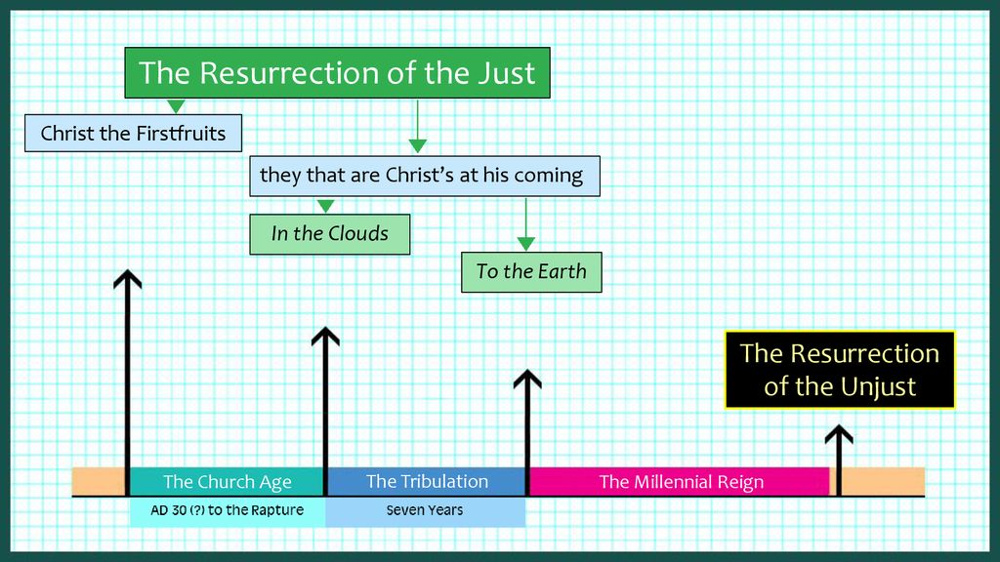 The Resurrection of the Just
Christ the Firstfruits
they that are Christ's at his coming
In the Clouds
To the Earth
The Resurrection
of the Unjust
The Church Age
The Tribulation
The Millennial Reign
AD 30 (?) to the Rapture
Seven Years